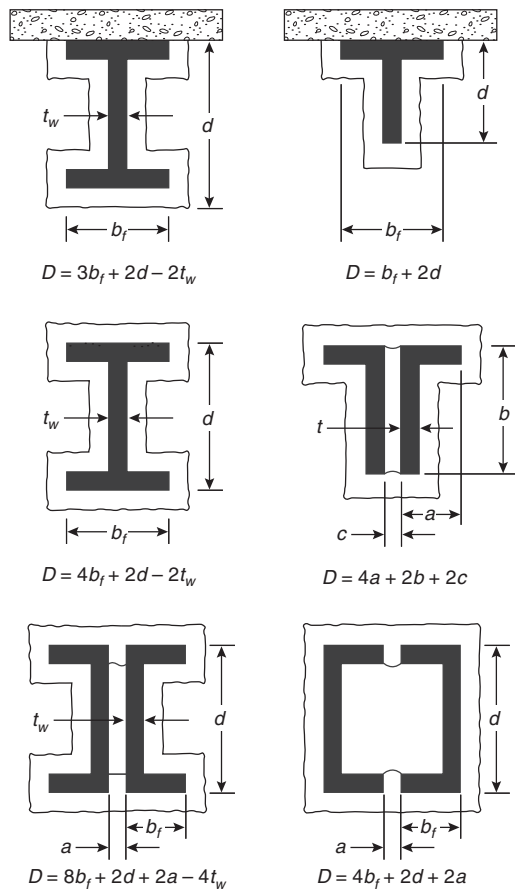 t_w
d
b_f
D = 3b_f + 2d − 2t_w
d
b_f
D = b_f + 2d
t_w
d
b_f
D = 4b_f + 2d − 2t_w
t
b
a
c
D = 4a + 2b + 2c
t_w
d
b_f
a
D = 8b_f + 2d + 2a − 4t_w
d
b_f
a
D = 4b_f + 2d + 2a